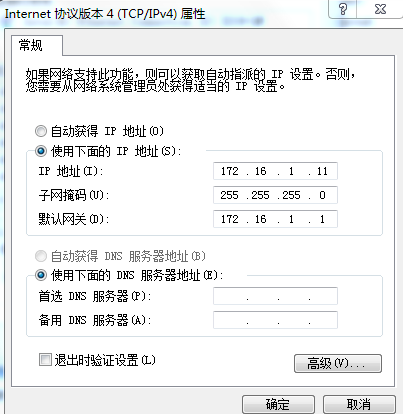 Internet 协议版本 4 (TCP/IPv4) 属性
?
常规
如果网络支持此功能，则可以获取自动指派的 IP 设置。否则，
您需要从网络系统管理员处获得适当的 IP 设置。
自动获得 IP 地址(O)
使用下面的 IP 地址(S):
IP 地址(I): 172 . 16 . 1 . 11
子网掩码(U): 255 .255 .255 . 0
默认网关(D): 172 . 16 . 1 . 1
自动获得 DNS 服务器地址(B)
使用下面的 DNS 服务器地址(E):
首选 DNS 服务器(P): . . .
备用 DNS 服务器(A): . . .
退出时验证设置(L)
高级(V)...
确定 取消